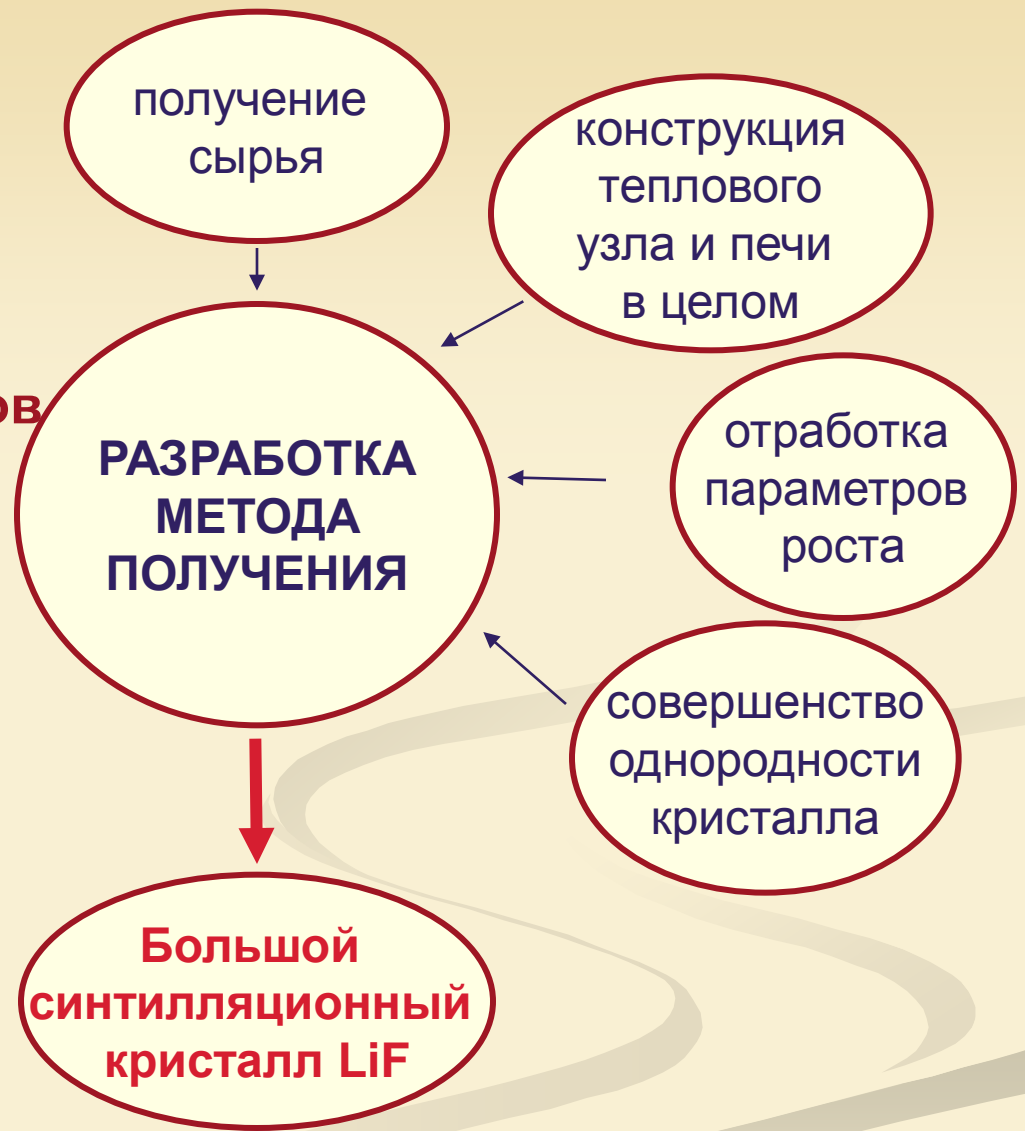 получение
сырья
конструкция
теплового
узла и печи
в целом
ов
РАЗРАБОТКА
МЕТОДА
ПОЛУЧЕНИЯ
отработка
параметров
роста
совершенство
однородности
кристалла
Большой
синтилляционный
кристалл LiF